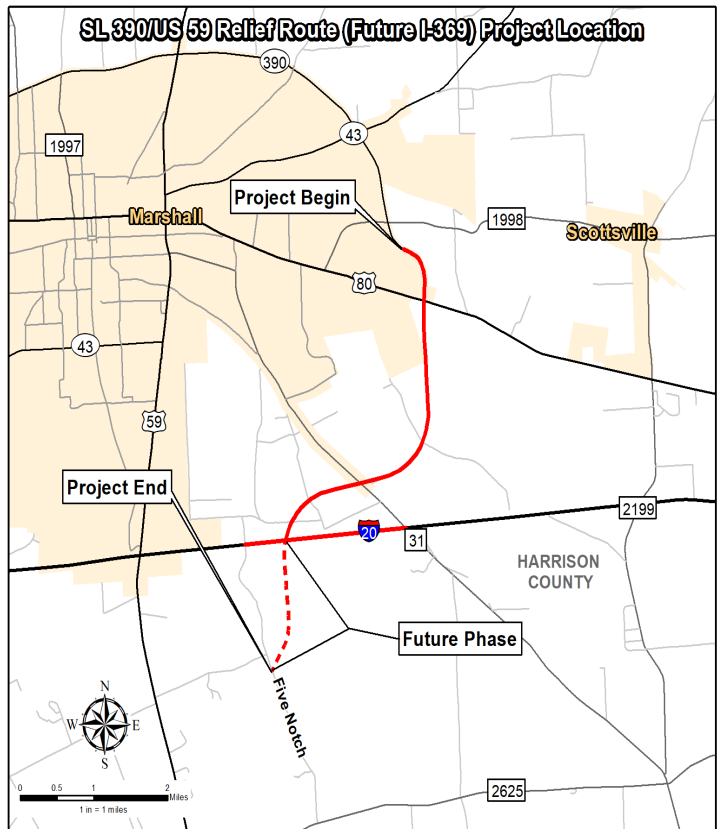 SL 390/US 59 Relief Route (Future I-369) Project Location
390
43
1997
Project Begin
Marshall
1998
Scottsville
80
43
59
Project End
2199
20
31
HARRISON
COUNTY
Future Phase
Five Notch
N
W
E
S
0 0.5 1 2
Miles
1 in = 1 miles
2625